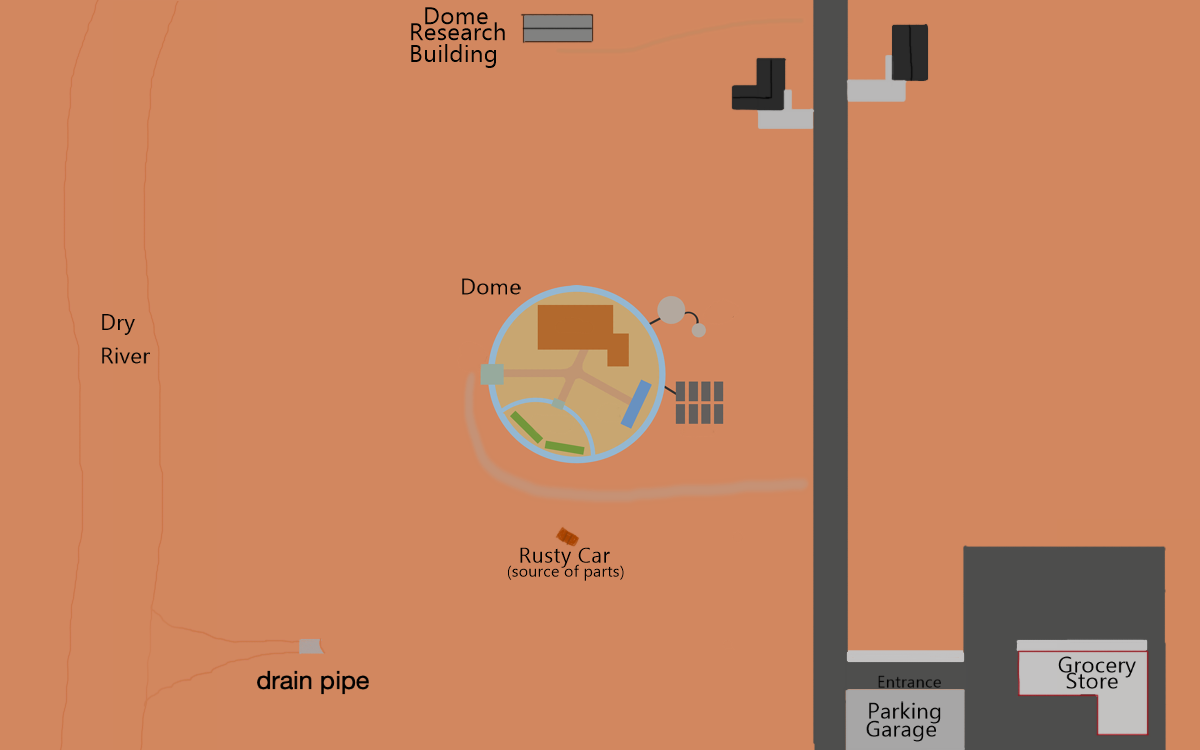 Dome
Research
Building
Dome
Dry
River
Rusty Car
(source of parts)
drain pipe
Entrance
Parking
Garage
Grocery
Store